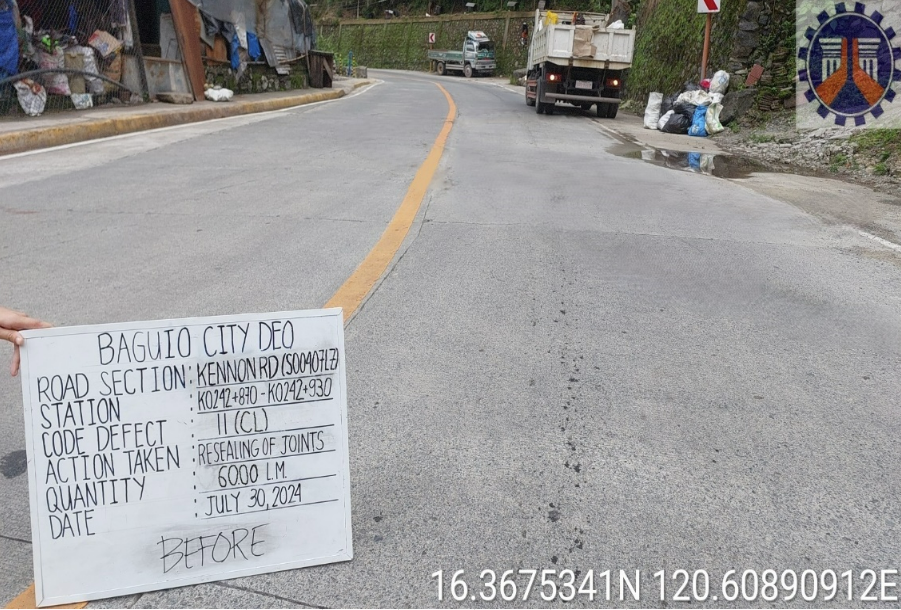 BAGUIO CITY DEO
ROAD SECTION : KENNON RD (S00407LZ)
STATION : K0242+870 - K0242+930
CODE DEFECT : 11 (CL)
ACTION TAKEN : RESEALING OF JOINTS
QUANTITY : 6000 L.M
DATE : JULY 30, 2024
BEFORE
16.3675341N 120.60890912E